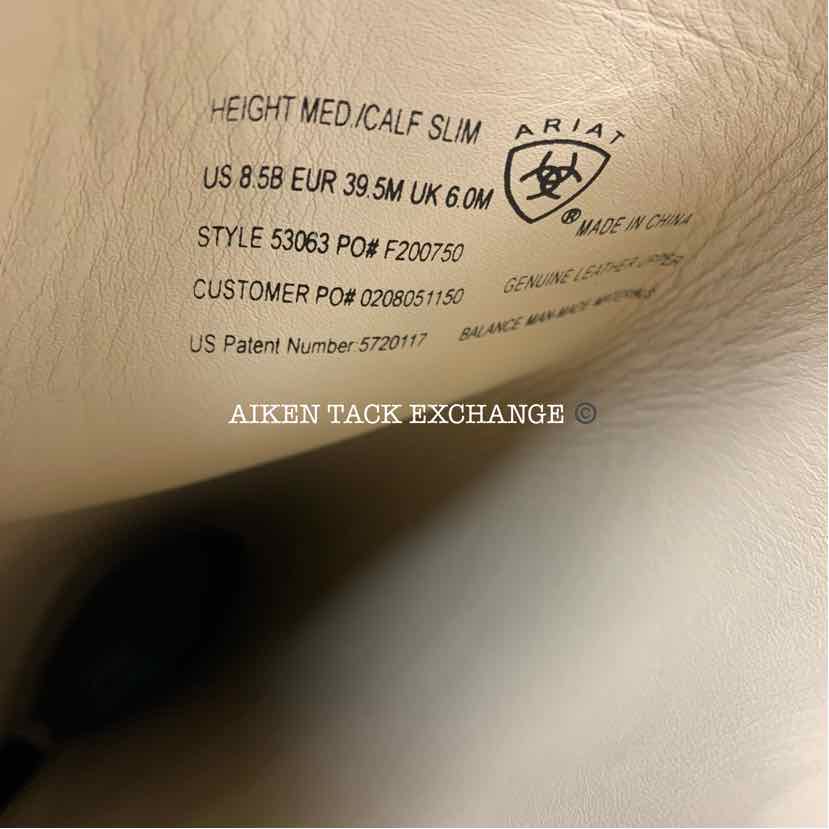 HEIGHT MED./CALF SLIM
US 8.5B EUR 39.5M UK 6.0M
STYLE 53063 PO# F200750
CUSTOMER PO# 0208051150
US Patent Number:5720117
ARIAT
®
MADE IN CHINA
GENUINE LEATHER UPPER
BALANCE MAN-MADE MATERIALS
AIKEN TACK EXCHANGE ©